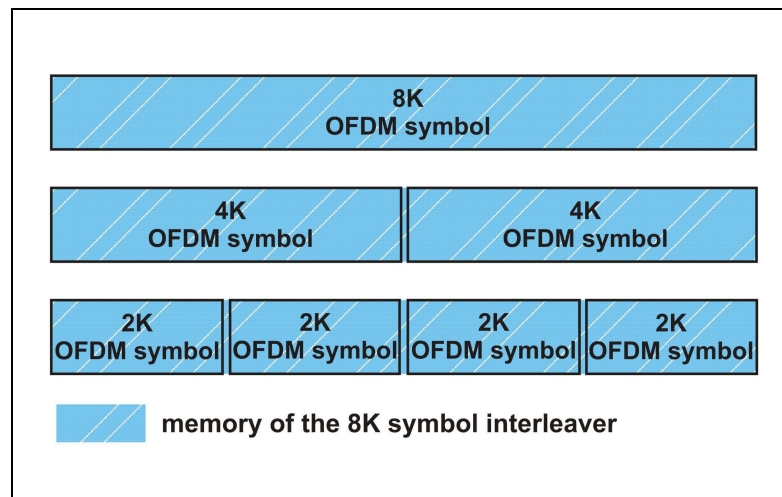 8K
OFDM symbol
4K
OFDM symbol
4K
OFDM symbol
2K
OFDM symbol
2K
OFDM symbol
2K
OFDM symbol
2K
OFDM symbol
memory of the 8K symbol interleaver